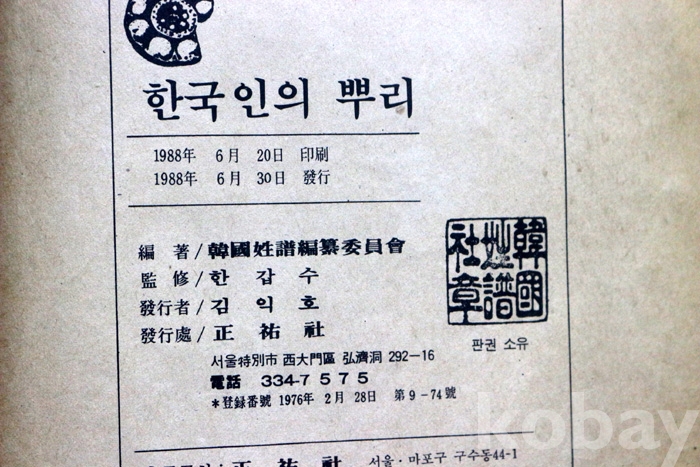 한국인의 뿌리
1988年 6月 20日 印刷
1988年 6月 30日 發行
編 著/韓國姓譜編纂委員會
監 修/한 갑 수
發行者/김 익 호
發行處/正 祐 社
서울特別市 西大門區 弘濟洞 292-16
電話 334-7575
*登録番號 1976年 2月 28日 第9-74號
韓國
姓譜
社章
판권 소유
正 祐 社 서울·마포구 구수동44-1
kobay